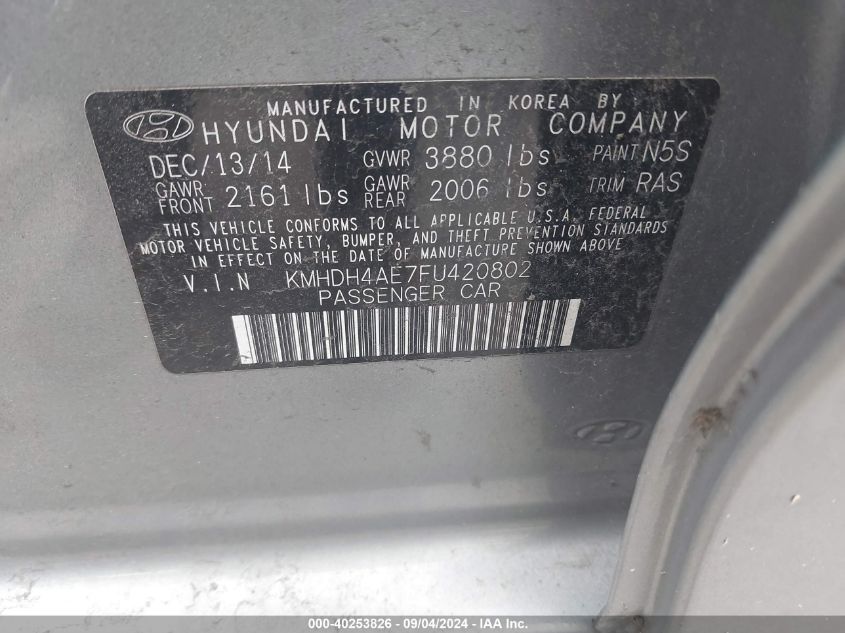 MANUFACTURED IN KOREA BY
HYUNDAI MOTOR COMPANY
DEC/13/14 GVWR 3880 lbs PAINT N5S
GAWR FRONT 2161 lbs GAWR REAR 2006 lbs TRIM RAS
THIS VEHICLE CONFORMS TO ALL APPLICABLE U.S.A. FEDERAL
MOTOR VEHICLE SAFETY, BUMPER, AND THEFT PREVENTION STANDARDS
IN EFFECT ON THE DATE OF MANUFACTURE SHOWN ABOVE
V.I.N KMHDH4AE7FU420802
PASSENGER CAR
000-40253826 - 09/04/2024 - IAA Inc.